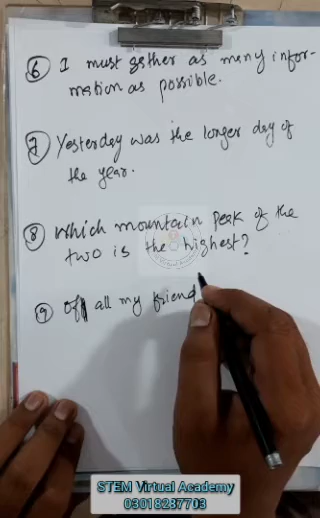 ⑥ I must gather as many infor-
mation as possible.
⑦ Yesterday was the longer day of
the year.
⑧ Which mountain peak of the
two is the highest?
⑨ Of all my friend
STEM Virtual Academy
03018287703